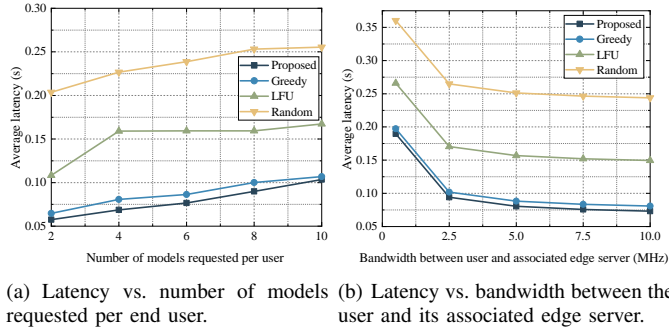 0.30
0.25
0.20
0.15
0.10
0.05
Average latency (s)
Proposed
Greedy
LFU
Random
2 4 6 8 10
Number of models requested per user
0.35
0.30
0.25
0.20
0.15
0.10
0.05
Average latency (s)
Proposed
Greedy
LFU
Random
0 2.5 5.0 7.5 10.0
Bandwidth between user and associated edge server (MHz)
(a) Latency vs. number of models
requested per end user.
(b) Latency vs. bandwidth between the
user and its associated edge server.